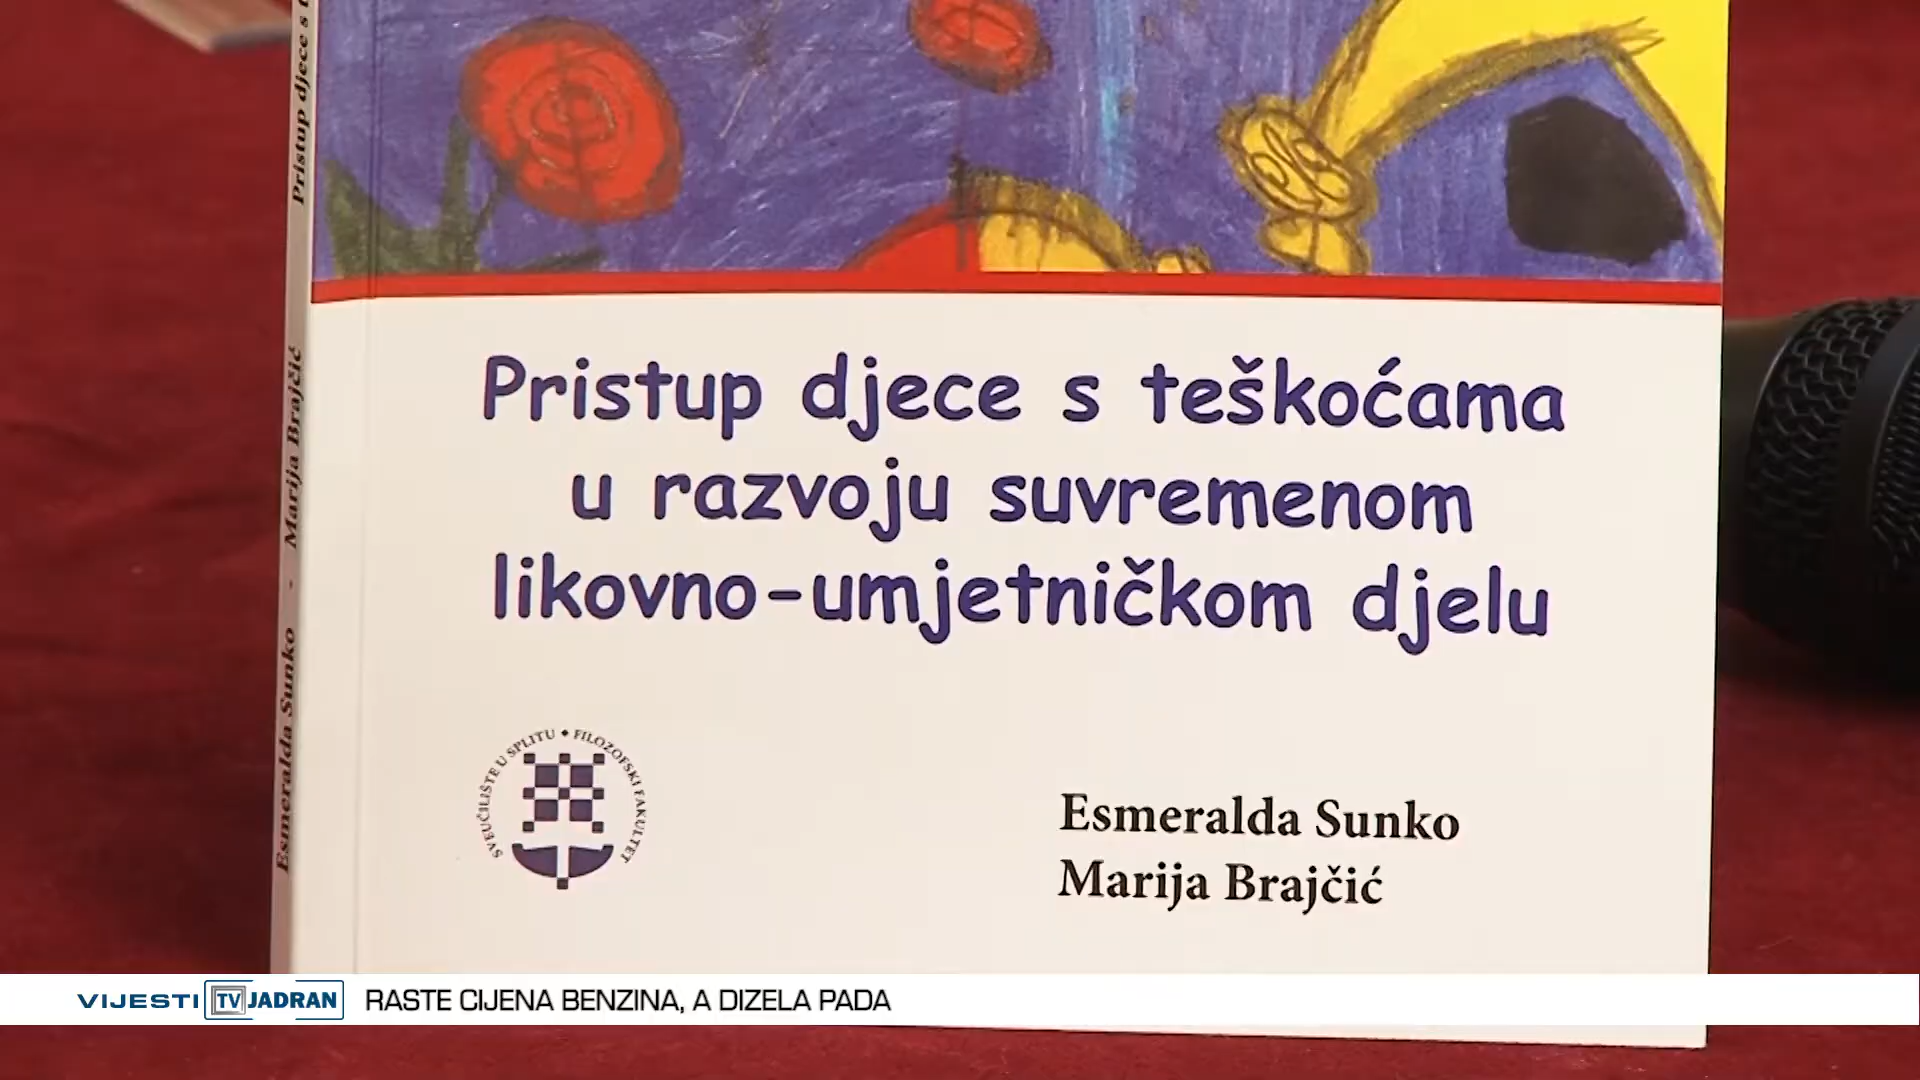 Pristup djece s
Marija Brajčić
Esmeralda Sunko
Pristup djece s teškoćama
u razvoju suvremenom
likovno-umjetničkom djelu
SVEUČILIŠTE U SPLITU • FILOZOFSKI FAKULTET
Esmeralda Sunko
Marija Brajčić
VIJESTI TV JADRAN RASTE CIJENA BENZINA, A DIZELA PADA